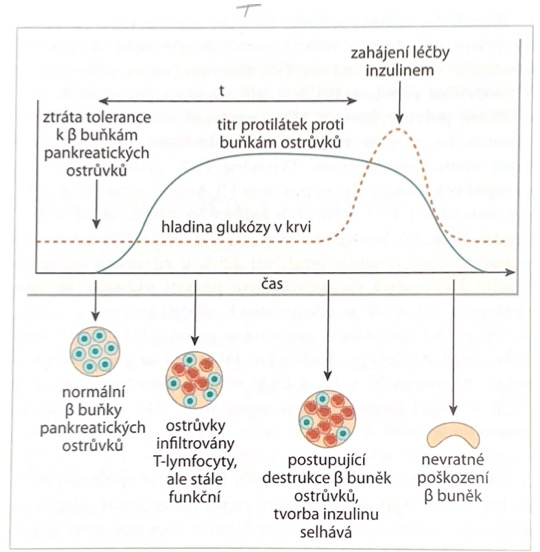 T
zahájení léčby
inzulinem
t
ztráta tolerance
k β buňkám
pankreatických
ostrůvků
titr protilátek proti
buňkám ostrůvků
hladina glukózy v krvi
čas
normální
β buňky
pankreatických
ostrůvků
ostrůvky
infiltrovány
T-lymfocyty,
ale stále
funkční
postupující
destrukce β buněk
ostrůvků,
tvorba inzulinu
selhává
nevratné
poškození
β buněk